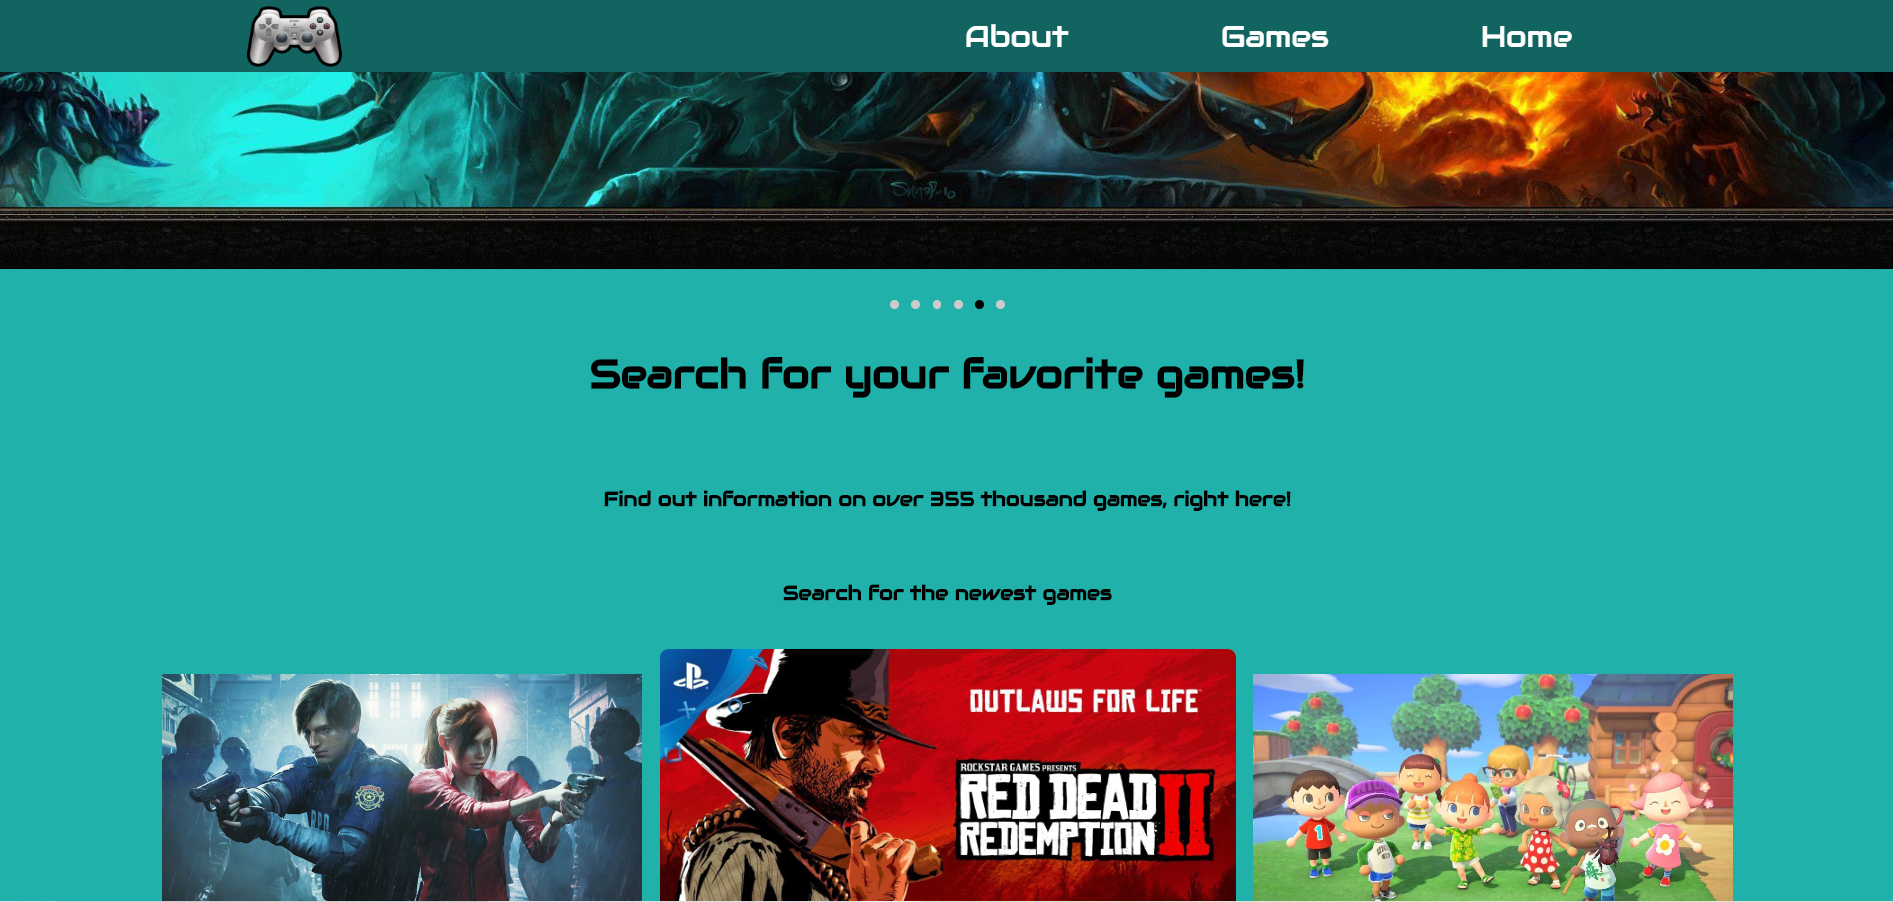 About
Games
Home
Search for your favorite games!
Find out information on over 355 thousand games, right here!
Search for the newest games
OUTLAWS FOR LIFE
ROCKSTAR GAMES PRESENTS
RED DEAD
REDEMPTION II
1